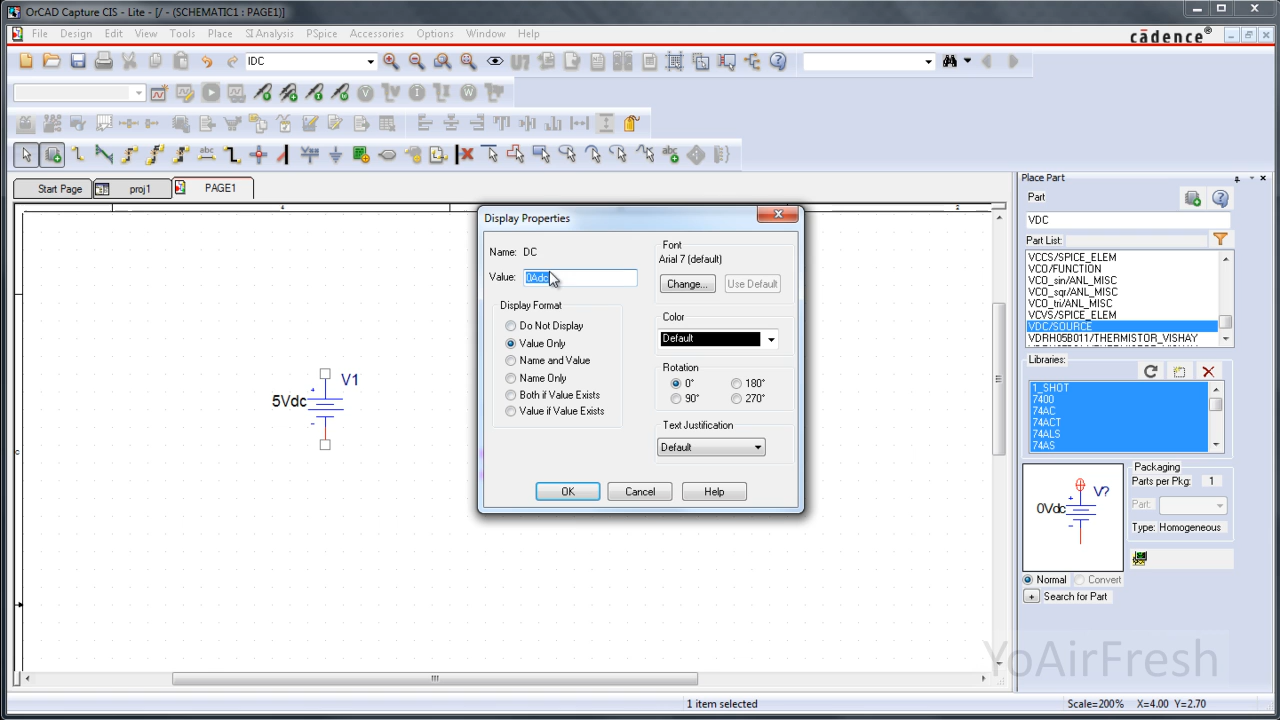 OrCAD Capture CIS - Lite - [/ - (SCHEMATIC1 : PAGE1)]
File Design Edit View Tools Place SI Analysis PSpice Accessories Options Window Help
cādence®
IDC
Start Page proj1 PAGE1
Place Part
Part
VDC
Part List:
VCCS/SPICE_ELEM
VCO/FUNCTION
VCO_sin/ANL_MISC
VCO_sqr/ANL_MISC
VCO_tri/ANL_MISC
VCVS/SPICE_ELEM
VDC/SOURCE
VDRH05B011/THERMISTOR_VISHAY
Libraries:
1_SHOT
7400
74AC
74ACT
74ALS
74AS
Packaging
Parts per Pkg: 1
Part:
Type: Homogeneous
V?
0Vdc
+
-
Normal Convert
+ Search for Part
Display Properties
Name: DC
Value: 0Adc
Display Format
Do Not Display
Value Only
Name and Value
Name Only
Both if Value Exists
Value if Value Exists
Font
Arial 7 (default)
Change... Use Default
Color
Default
Rotation
0° 180°
90° 270°
Text Justification
Default
OK Cancel Help
V1
5Vdc
+
-
YoAirFresh
1 item selected Scale=200% X=4.00 Y=2.70